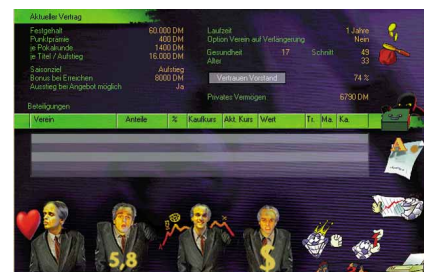 Aktueller Vertrag
Festgehalt 60.000 DM
Punktprämie 400 DM
je Pokalrunde 1400 DM
je Titel / Aufstieg 16.000 DM
Saisonziel Aufstieg
Bonus bei Erreichen 8000 DM
Ausstieg bei Angebot möglich Ja
Laufzeit 1 Jahre
Option Verein auf Verlängerung Nein
Gesundheit 17 Schnitt 49
Alter 33
Vertrauen Vorstand 74 %
Privates Vermögen 6790 DM
Beteiligungen
Verein Anteile % Kaufkurs Akt. Kurs Wert Tr. Ma. Ka.
5,8 $